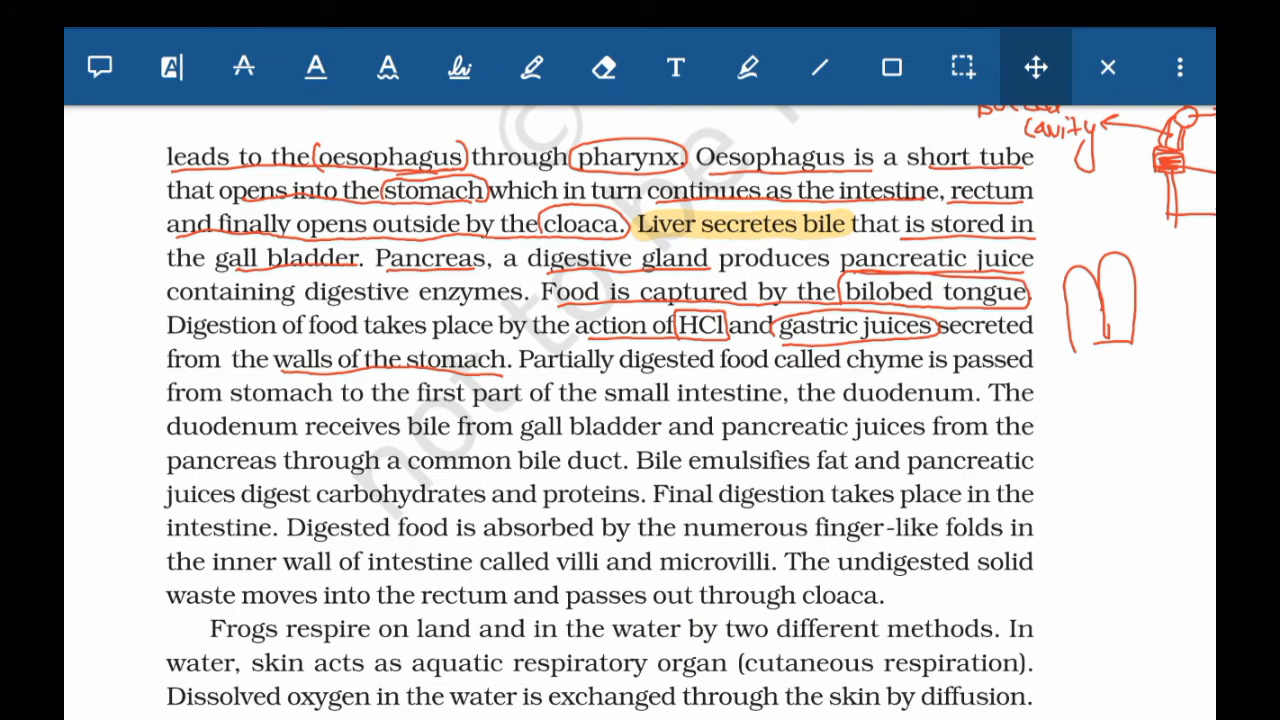 cavity
leads to the oesophagus through pharynx. Oesophagus is a short tube
that opens into the stomach which in turn continues as the intestine, rectum
and finally opens outside by the cloaca. Liver secretes bile that is stored in
the gall bladder. Pancreas, a digestive gland produces pancreatic juice
containing digestive enzymes. Food is captured by the bilobed tongue.
Digestion of food takes place by the action of HCl and gastric juices secreted
from the walls of the stomach. Partially digested food called chyme is passed
from stomach to the first part of the small intestine, the duodenum. The
duodenum receives bile from gall bladder and pancreatic juices from the
pancreas through a common bile duct. Bile emulsifies fat and pancreatic
juices digest carbohydrates and proteins. Final digestion takes place in the
intestine. Digested food is absorbed by the numerous finger-like folds in
the inner wall of intestine called villi and microvilli. The undigested solid
waste moves into the rectum and passes out through cloaca.
Frogs respire on land and in the water by two different methods. In
water, skin acts as aquatic respiratory organ (cutaneous respiration).
Dissolved oxygen in the water is exchanged through the skin by diffusion.
© not to be r